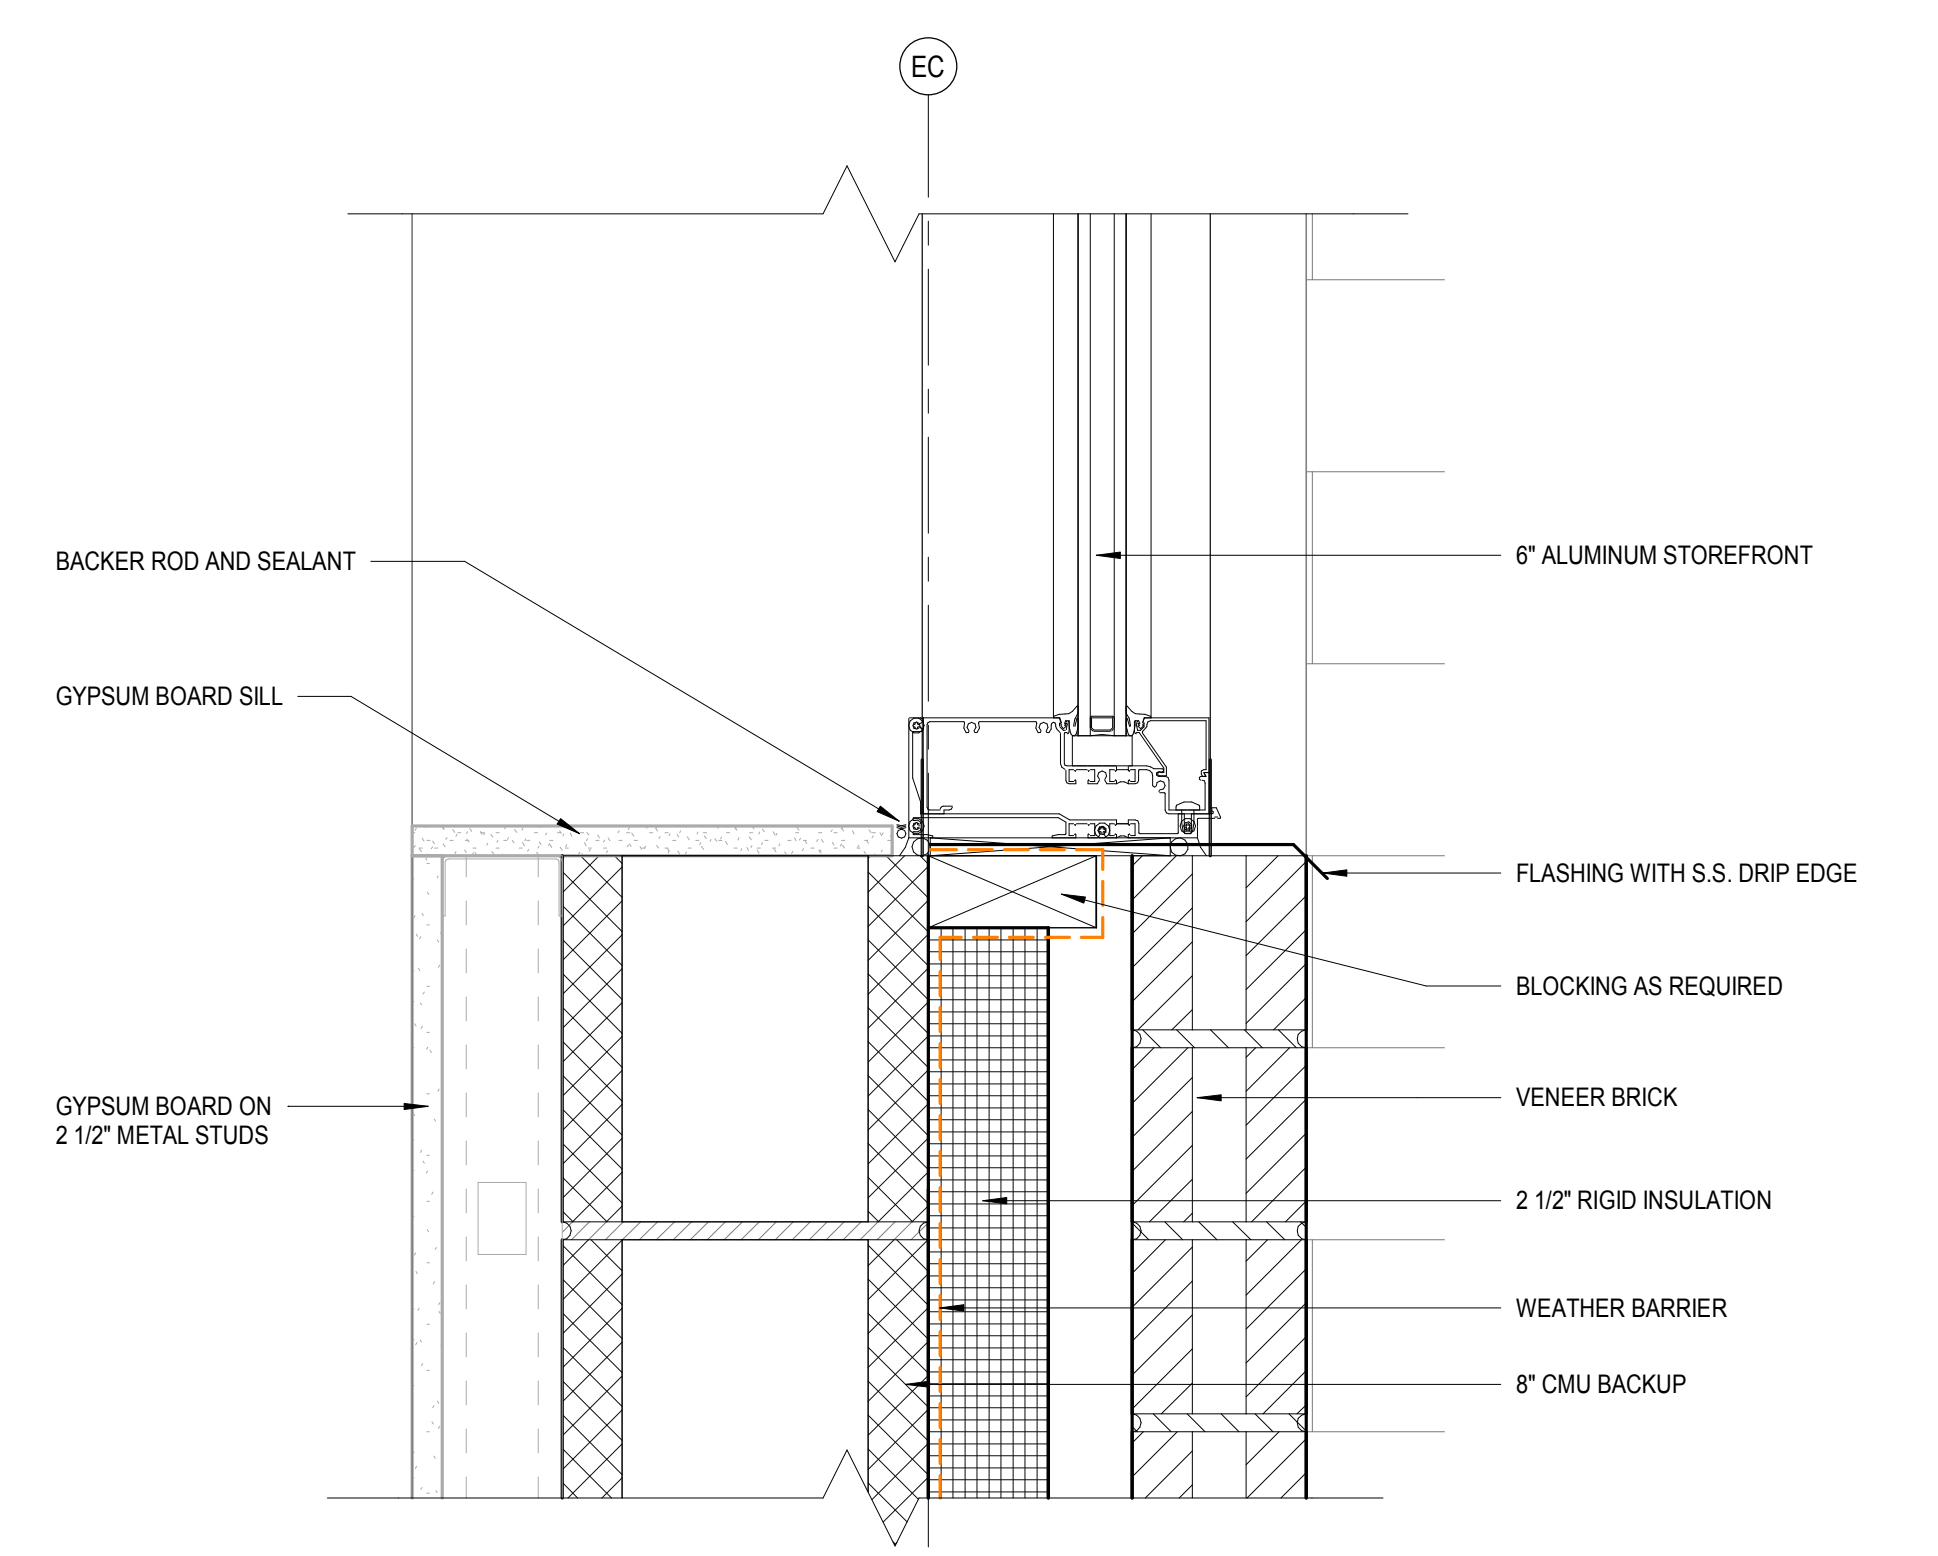 EC
BACKER ROD AND SEALANT
GYPSUM BOARD SILL
GYPSUM BOARD ON
2 1/2" METAL STUDS
6" ALUMINUM STOREFRONT
FLASHING WITH S.S. DRIP EDGE
BLOCKING AS REQUIRED
VENEER BRICK
2 1/2" RIGID INSULATION
WEATHER BARRIER
8" CMU BACKUP